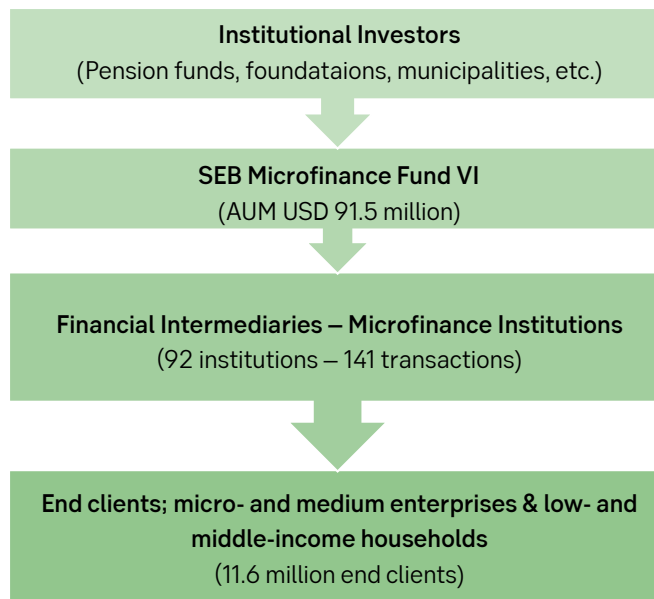 Institutional Investors
(Pension funds, foundataions, municipalities, etc.)
SEB Microfinance Fund VI
(AUM USD 91.5 million)
Financial Intermediaries – Microfinance Institutions
(92 institutions – 141 transactions)
End clients; micro- and medium enterprises & low- and
middle-income households
(11.6 million end clients)